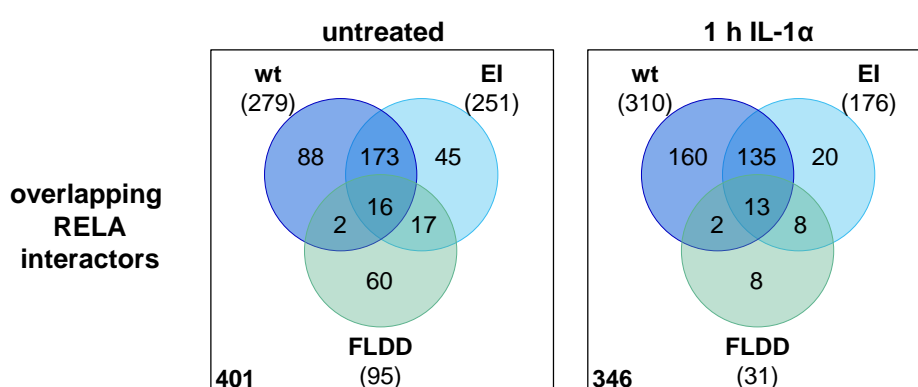 untreated
1 h IL-1α
wt
(279)
EI
(251)
wt
(310)
EI
(176)
88
173
45
16
2
17
60
160
135
20
13
2
8
8
overlapping
RELA
interactors
FLDD
(95)
401
FLDD
(31)
346